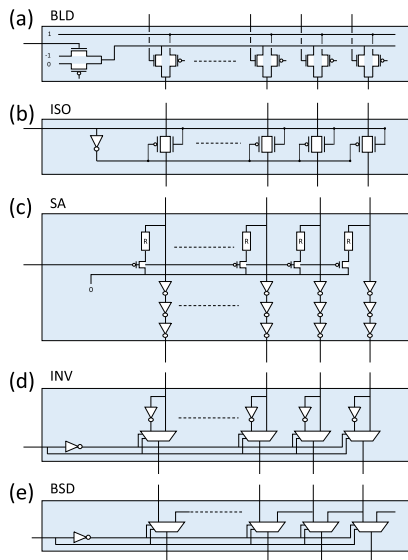 (a) BLD
1
-1
0
(b) ISO
(c) SA
R R R R
0
(d) INV
(e) BSD